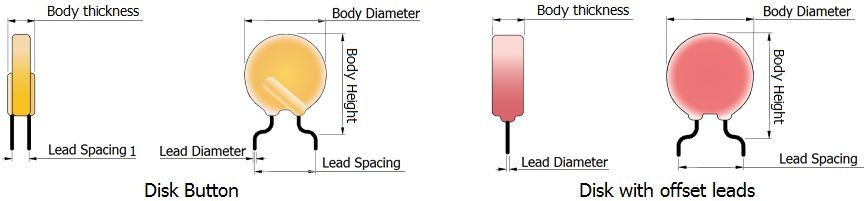 Body thickness
Body Diameter
Body Height
Lead Spacing 1
Lead Diameter
Lead Spacing
Disk Button
Body thickness
Body Diameter
Body Height
Lead Diameter
Lead Spacing
Disk with offset leads